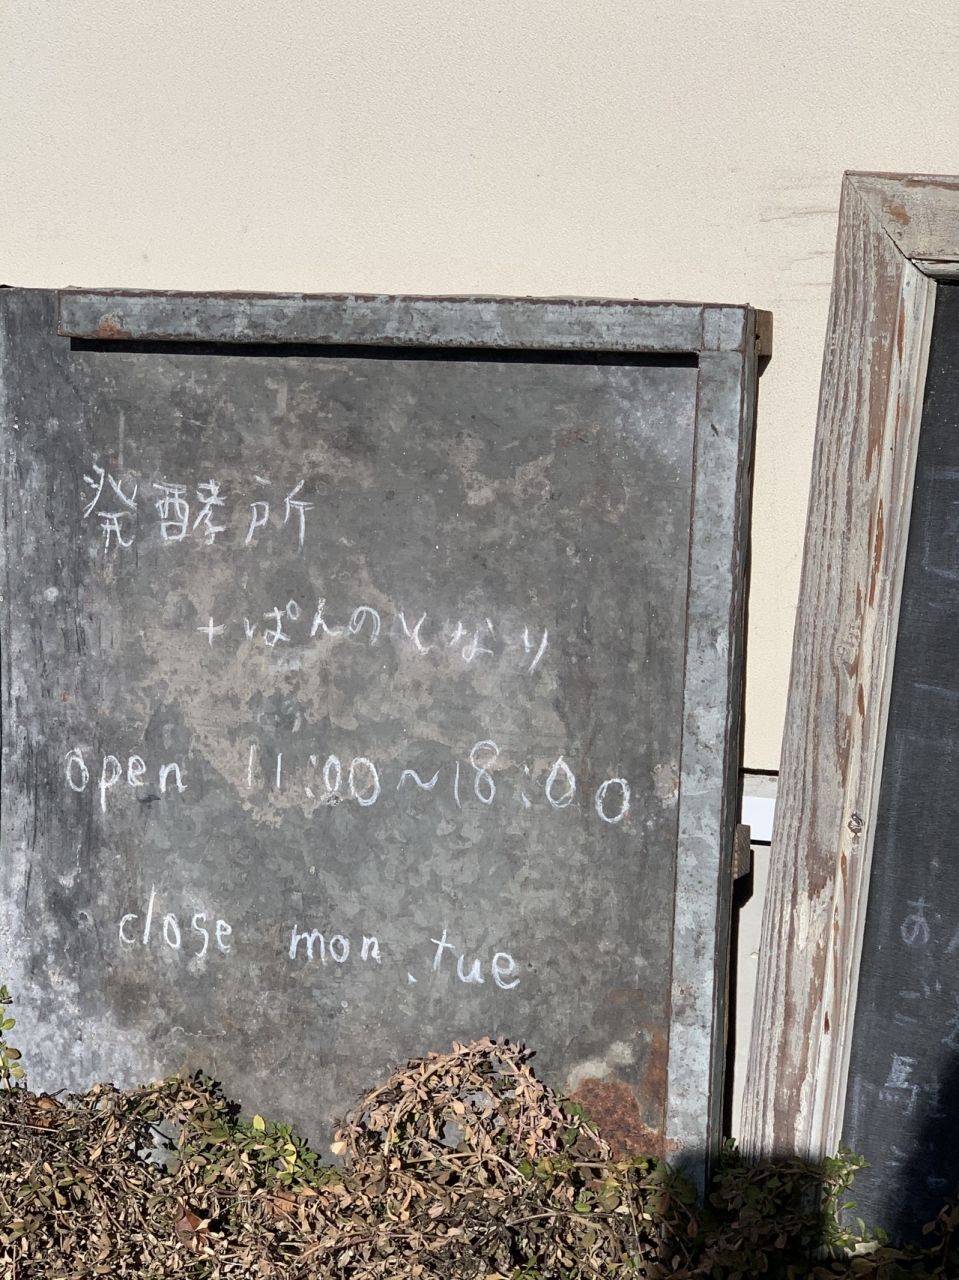 発酵所
+ ぱんのとなり
open 11:00~18:00
close mon.tue